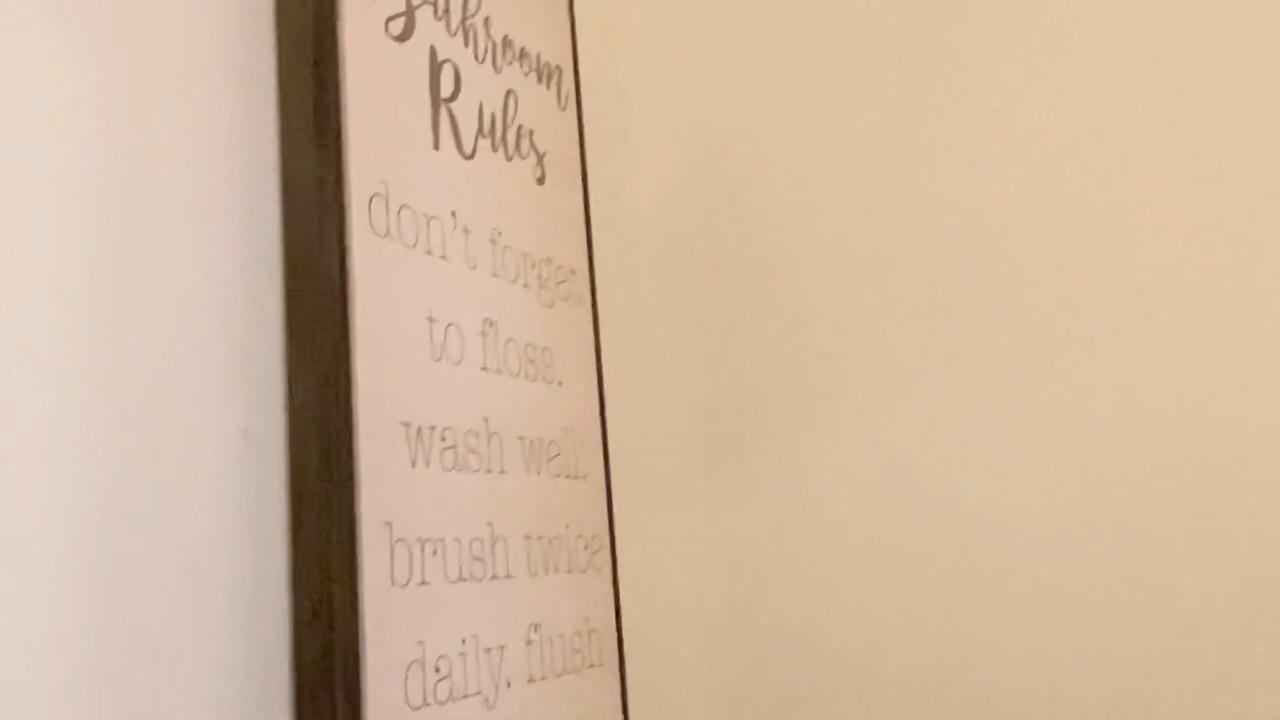 Bathroom
Rules
don't forget
to floss.
wash well.
brush twice
daily. flush